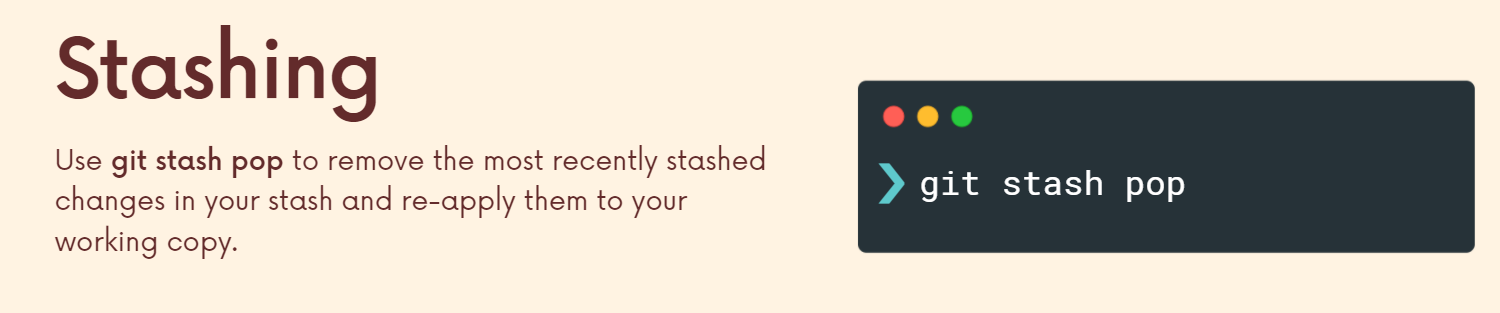 Stashing
Use git stash pop to remove the most recently stashed
changes in your stash and re-apply them to your
working copy.
❯ git stash pop